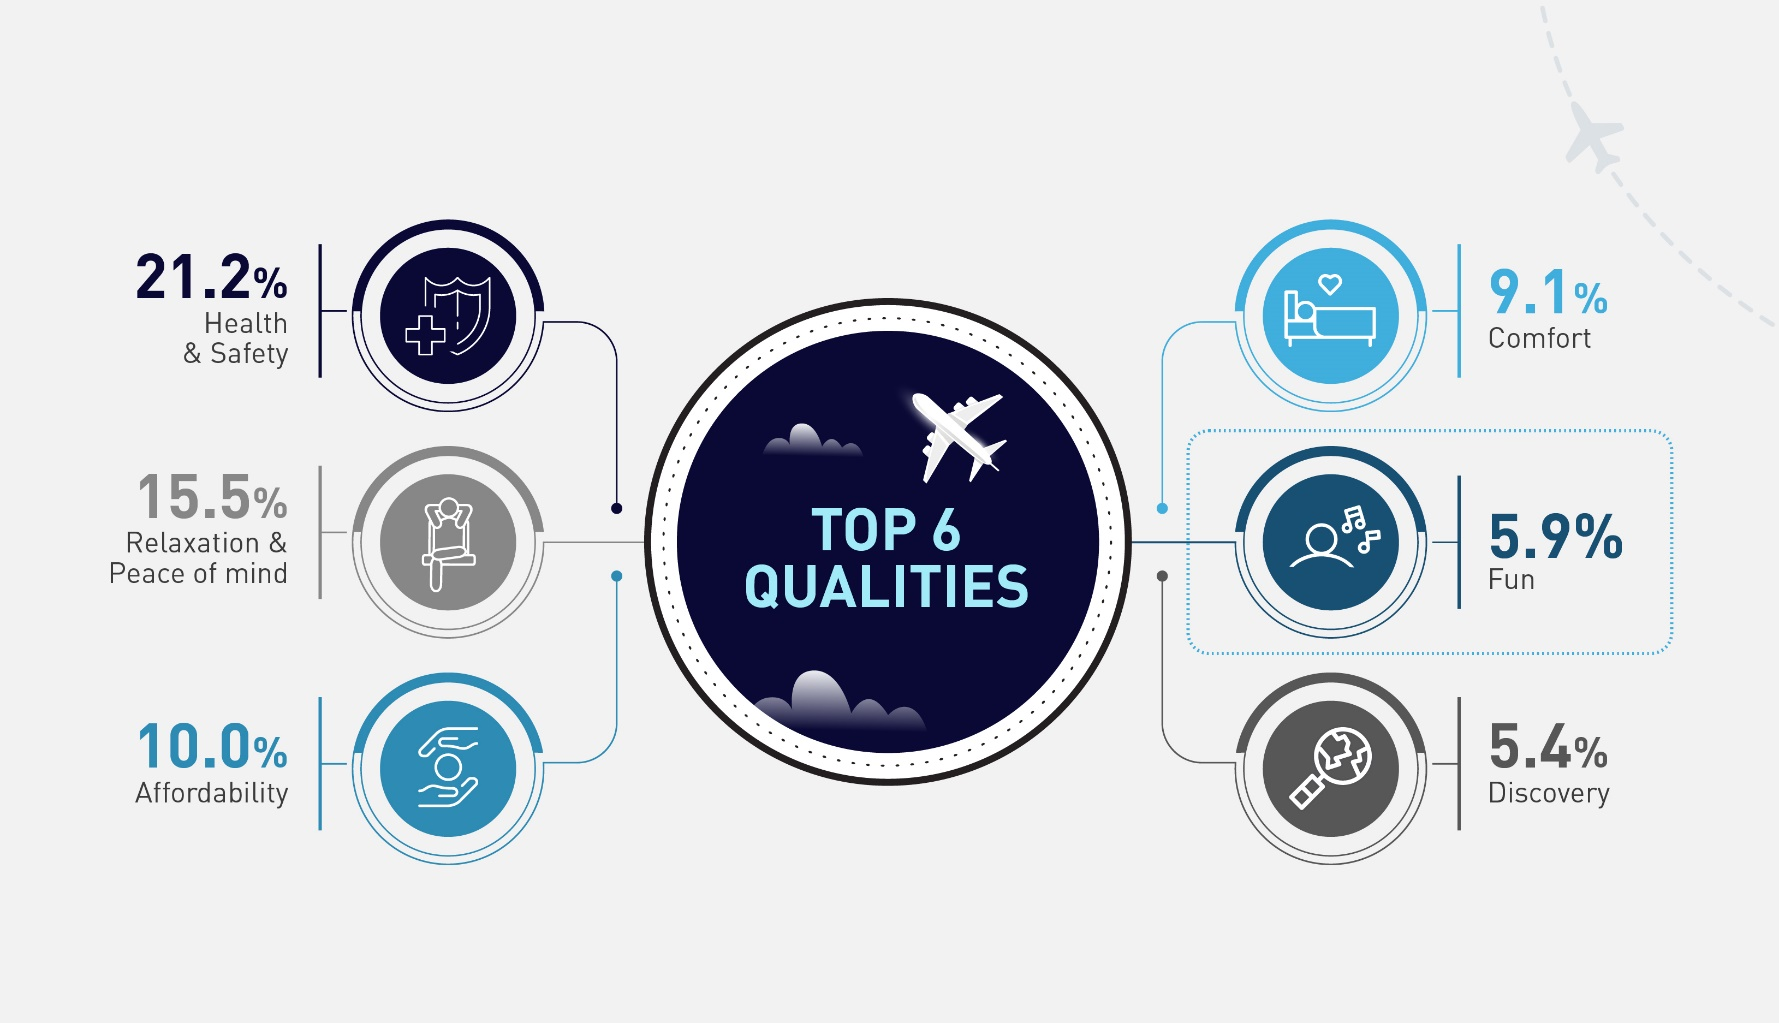 21.2%
Health
& Safety
15.5%
Relaxation &
Peace of mind
10.0%
Affordability
TOP 6
QUALITIES
9.1%
Comfort
5.9%
Fun
5.4%
Discovery